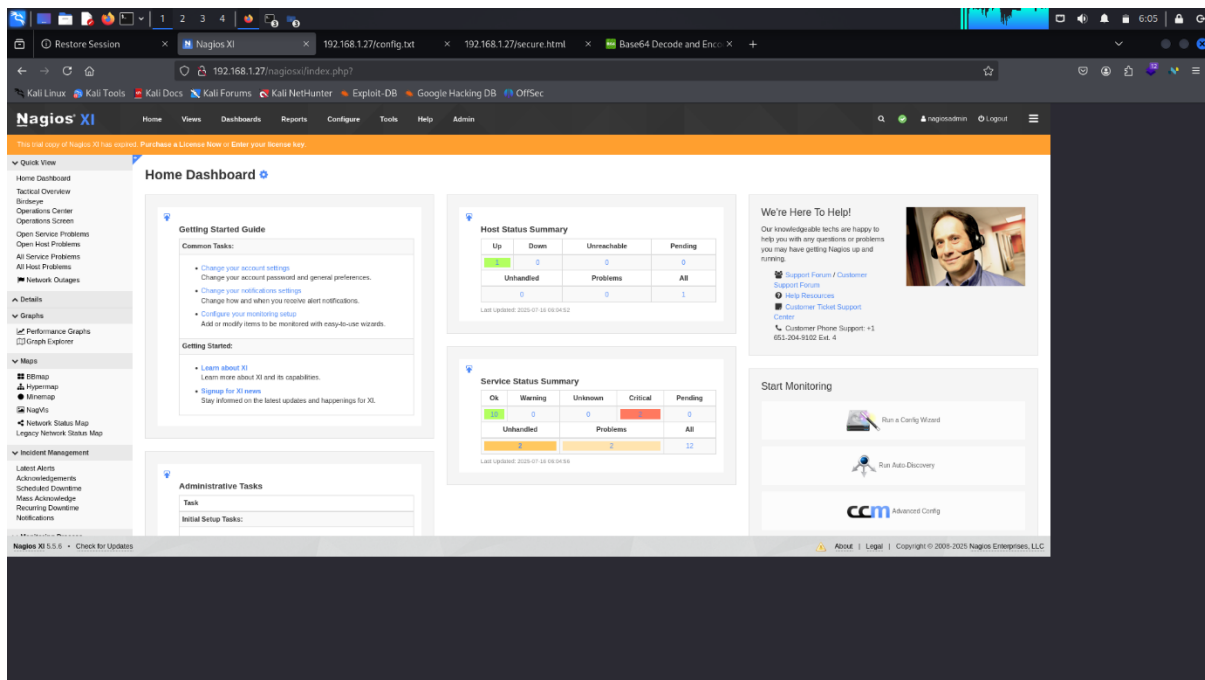 1 2 3 4
6:05
Restore Session
Nagios XI
192.168.1.27/config.txt
192.168.1.27/secure.html
Base64 Decode and Enco
192.168.1.27/nagiosxi/index.php?
Kali Linux Kali Tools Kali Docs Kali Forums Kali NetHunter Exploit-DB Google Hacking DB OffSec
Nagios® XI
Home Views Dashboards Reports Configure Tools Help Admin
nagiosadmin Logout
This trial copy of Nagios XI has expired. Purchase a License Now or Enter your license key.
Quick View
Home Dashboard
Tactical Overview
Birdseye
Operations Center
Operations Screen
Open Service Problems
Open Host Problems
All Service Problems
All Host Problems
Network Outages
Details
Graphs
Performance Graphs
Graph Explorer
Maps
BBmap
Hypermap
Minemap
NagVis
Network Status Map
Legacy Network Status Map
Incident Management
Latest Alerts
Acknowledgements
Scheduled Downtime
Mass Acknowledge
Recurring Downtime
Notifications
Home Dashboard
Getting Started Guide
Common Tasks:
Change your account settings
Change your account password and general preferences.
Change your notifications settings
Change how and when you receive alert notifications.
Configure your monitoring setup
Add or modify items to be monitored with easy-to-use wizards.
Getting Started:
Learn about XI
Learn more about XI and its capabilities.
Signup for XI news
Stay informed on the latest updates and happenings for XI.
Administrative Tasks
Task
Initial Setup Tasks:
Host Status Summary
Up Down Unreachable Pending
1 0 0 0
Unhandled Problems All
0 0 1
Last Updated:
Service Status Summary
Ok Warning Unknown Critical Pending
10 0 0 2 0
Unhandled Problems All
2 2 12
Last Updated:
We're Here To Help!
Our knowledgeable techs are happy to
help you with any questions or problems
you may have getting Nagios up and
running.
Support Forum / Customer
Support Forum
Help Resources
Customer Ticket Support
Center
Customer Phone Support: +1
651-204-9102 Ext. 4
Start Monitoring
Run a Config Wizard
Run Auto-Discovery
ccm Advanced Config
Nagios XI 5.5.6 • Check for Updates
About | Legal | Copyright © 2008-2025 Nagios Enterprises, LLC